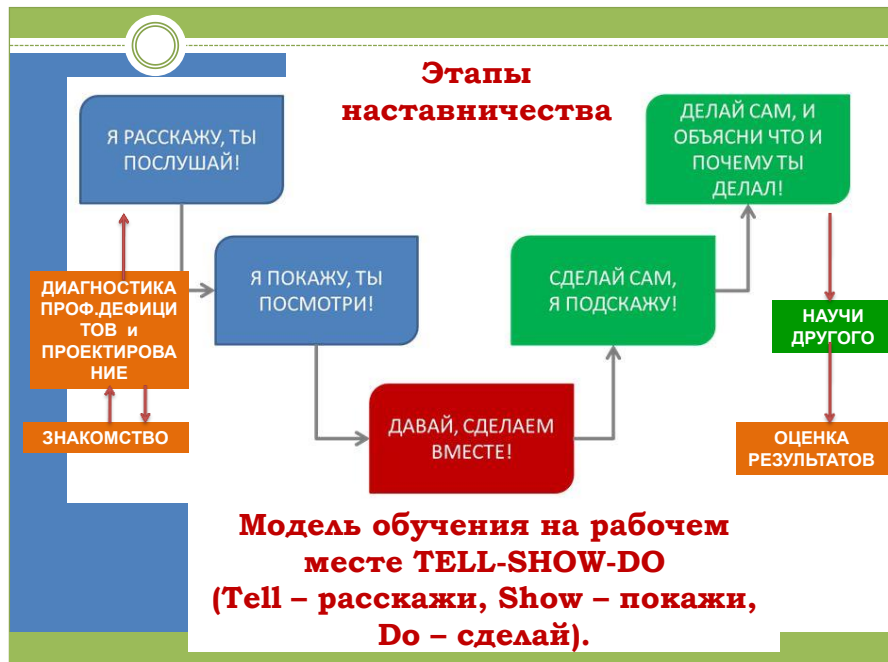 Этапы
наставничества
Я РАССКАЖУ, ТЫ
ПОСЛУШАЙ!
ДЕЛАЙ САМ, И
ОБЪЯСНИ ЧТО И
ПОЧЕМУ ТЫ
ДЕЛАЛ!
Я ПОКАЖУ, ТЫ
ПОСМОТРИ!
СДЕЛАЙ САМ,
Я ПОДСКАЖУ!
ДИАГНОСТИКА
ПРОФ.ДЕФИЦИ
ТОВ и
ПРОЕКТИРОВА
НИЕ
НАУЧИ
ДРУГОГО
ЗНАКОМСТВО
ДАВАЙ, СДЕЛАЕМ
ВМЕСТЕ!
ОЦЕНКА
РЕЗУЛЬТАТОВ
Модель обучения на рабочем
месте TELL-SHOW-DO
(Tell – расскажи, Show – покажи,
Do – сделай).